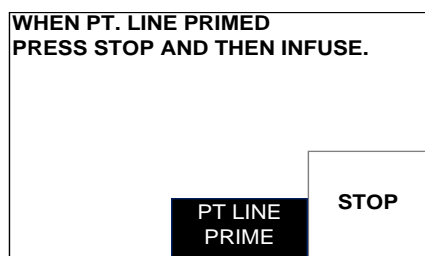 WHEN PT. LINE PRIMED
PRESS STOP AND THEN INFUSE.
PT LINE
PRIME
STOP